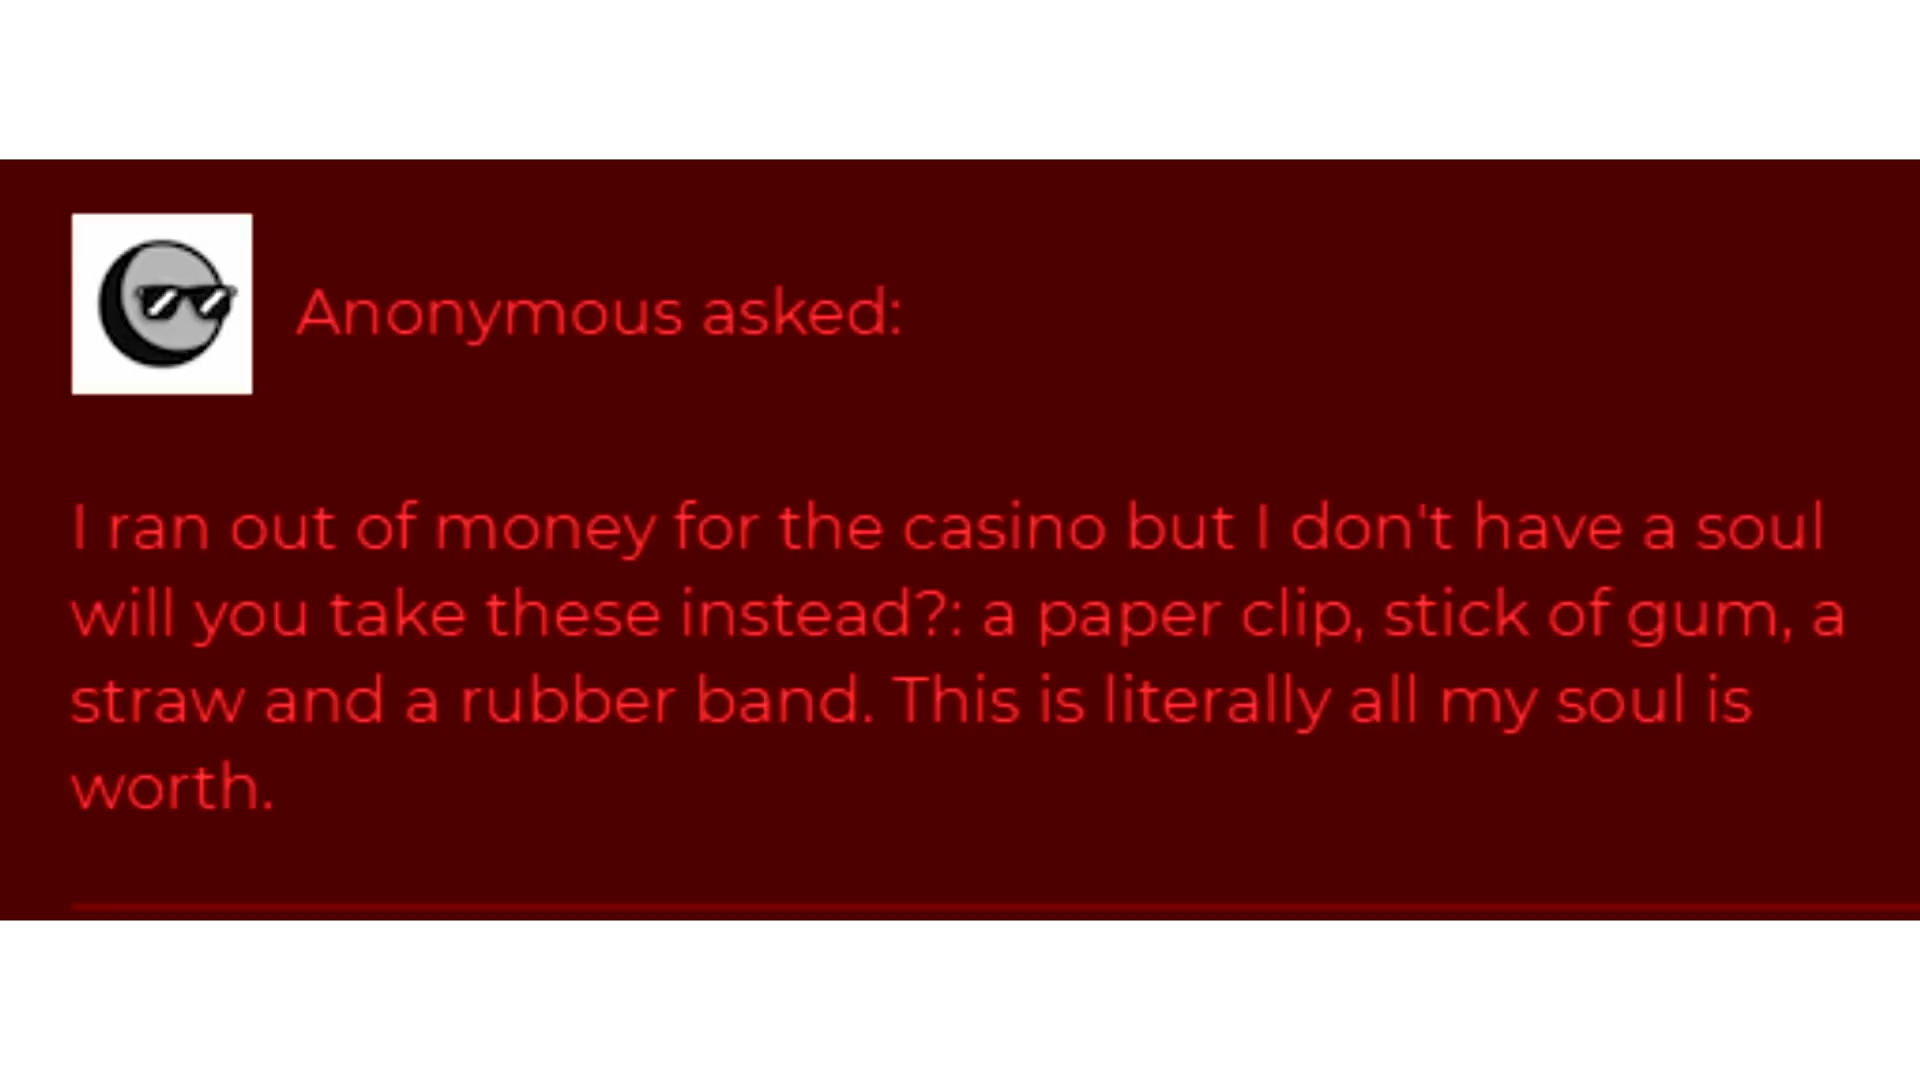 Anonymous asked:
I ran out of money for the casino but I don't have a soul
will you take these instead?: a paper clip, stick of gum, a
straw and a rubber band. This is literally all my soul is
worth.